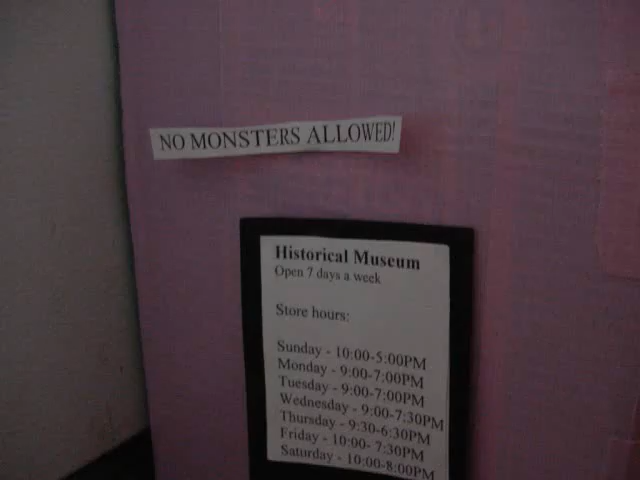 NO MONSTERS ALLOWED!
Historical Museum
Open 7 days a week
Store hours:
Sunday - 10:00-5:00PM
Monday - 9:00-7:00PM
Tuesday - 9:00-7:00PM
Wednesday - 9:00-7:30PM
Thursday - 9:30-6:30PM
Friday - 10:00- 7:30PM
Saturday - 10:00-8:00PM